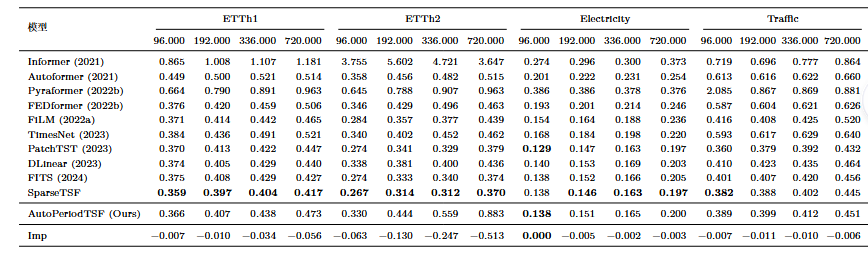 模型 ETTh1 ETTh2 Electricity Traffic
96.000 192.000 336.000 720.000 96.000 192.000 336.000 720.000 96.000 192.000 336.000 720.000 96.000 192.000 336.000 720.000
Informer (2021) 0.865 1.008 1.107 1.181 3.755 5.602 4.721 3.647 0.274 0.296 0.300 0.373 0.719 0.696 0.777 0.864
Autoformer (2021) 0.449 0.500 0.521 0.514 0.358 0.456 0.482 0.515 0.201 0.222 0.231 0.254 0.613 0.616 0.622 0.660
Pyraformer (2022b) 0.664 0.790 0.891 0.963 0.645 0.788 0.907 0.963 0.386 0.386 0.378 0.376 2.085 0.867 0.869 0.881
FEDformer (2022b) 0.376 0.420 0.459 0.506 0.346 0.429 0.496 0.463 0.193 0.201 0.214 0.246 0.587 0.604 0.621 0.626
FiLM (2022a) 0.371 0.414 0.442 0.465 0.284 0.357 0.377 0.439 0.154 0.164 0.188 0.236 0.416 0.408 0.425 0.520
TimesNet (2023) 0.384 0.436 0.491 0.521 0.340 0.402 0.452 0.462 0.168 0.184 0.198 0.220 0.593 0.617 0.629 0.640
PatchTST (2023) 0.370 0.413 0.422 0.447 0.274 0.341 0.329 0.379 0.129 0.147 0.163 0.197 0.360 0.379 0.392 0.432
DLinear (2023) 0.374 0.405 0.429 0.440 0.338 0.381 0.400 0.436 0.140 0.153 0.169 0.203 0.410 0.423 0.435 0.464
FITS (2024) 0.375 0.408 0.429 0.427 0.274 0.333 0.340 0.374 0.138 0.152 0.166 0.205 0.401 0.407 0.420 0.456
SparseTSF 0.359 0.397 0.404 0.417 0.267 0.314 0.312 0.370 0.138 0.146 0.163 0.197 0.382 0.388 0.402 0.445
AutoPeriodTSF (Ours) 0.366 0.407 0.438 0.473 0.330 0.444 0.559 0.883 0.138 0.151 0.165 0.200 0.389 0.399 0.412 0.451
Imp −0.007 −0.010 −0.034 −0.056 −0.063 −0.130 −0.247 −0.513 0.000 −0.005 −0.002 −0.003 −0.007 −0.011 −0.010 −0.006